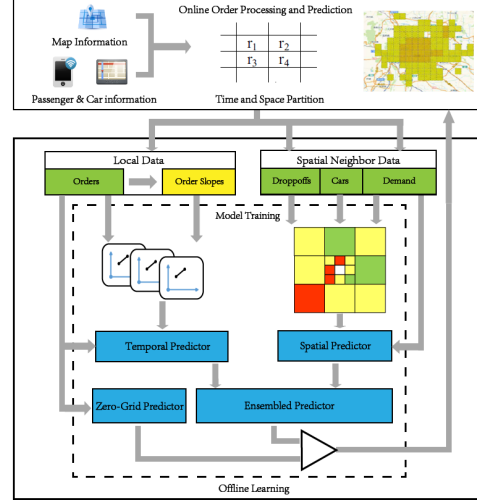 Online Order Processing and Prediction
Map Information
r1 r2
r3 r4
Passenger & Car information
Time and Space Partition
Local Data
Spatial Neighbor Data
Orders
Order Slopes
Droppoffs
Cars
Demand
Model Training
Temporal Predictor
Spatial Predictor
Zero-Grid Predictor
Ensembled Predictor
Offline Learning